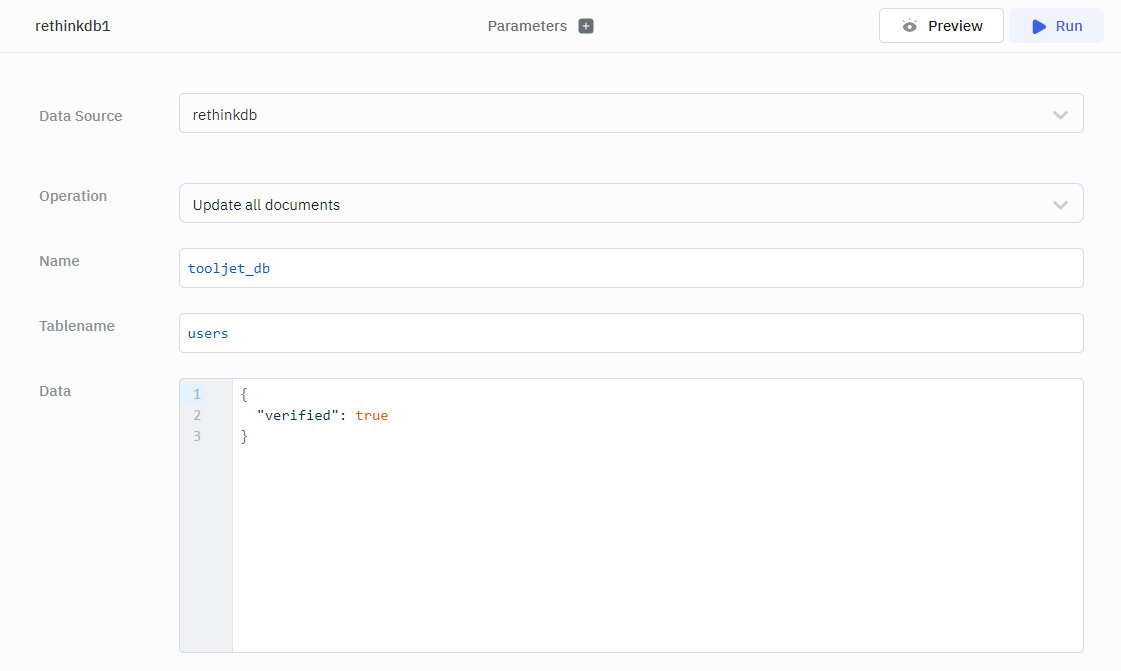 rethinkdb1 Parameters + Preview Run
Data Source rethinkdb
Operation Update all documents
Name tooljet_db
Tablename users
Data 1 {
2 "verified": true
3 }